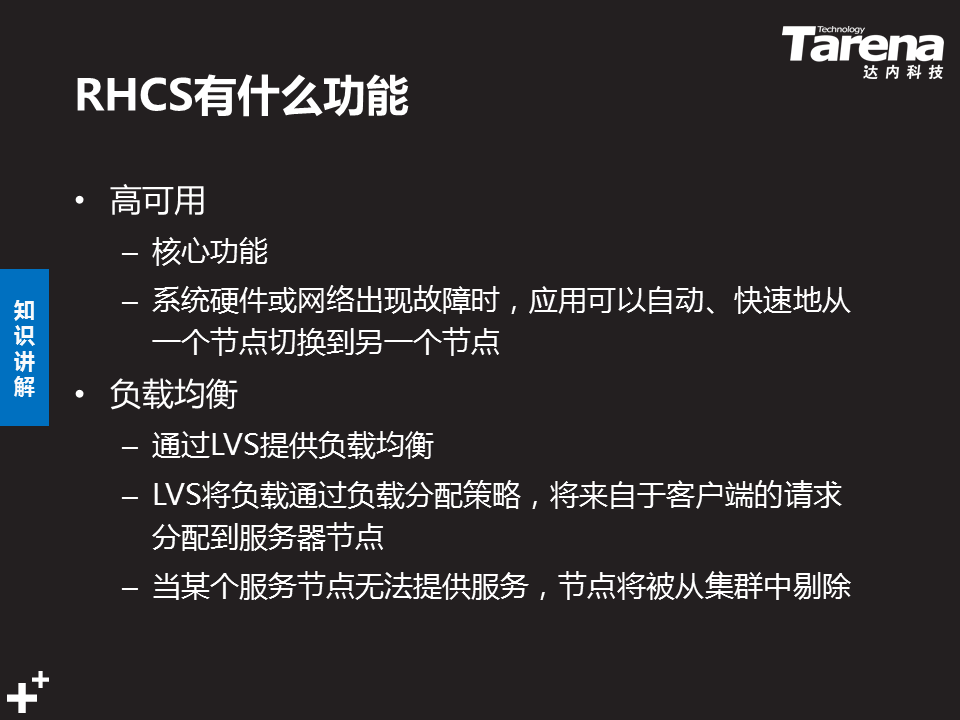 Technology
Tarena
达内科技
RHCS有什么功能
• 高可用
– 核心功能
– 系统硬件或网络出现故障时，应用可以自动、快速地从
一个节点切换到另一个节点
知识讲解
• 负载均衡
– 通过LVS提供负载均衡
– LVS将负载通过负载分配策略，将来自于客户端的请求
分配到服务器节点
– 当某个服务节点无法提供服务，节点将被从集群中剔除